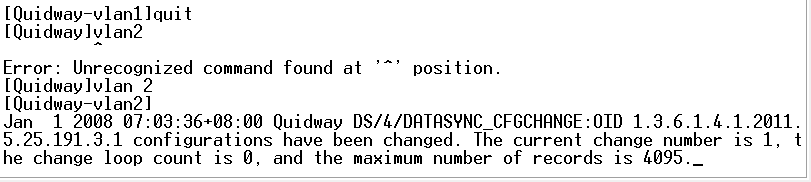 [Quidway-vlan1]quit
[Quidway]vlan2
^
Error: Unrecognized command found at '^' position.
[Quidway]vlan 2
[Quidway-vlan2]
Jan  1 2008 07:03:36+08:00 Quidway DS/4/DATASYNC_CFGCHANGE:OID 1.3.6.1.4.1.2011.
5.25.191.3.1 configurations have been changed. The current change number is 1, t
he change loop count is 0, and the maximum number of records is 4095._